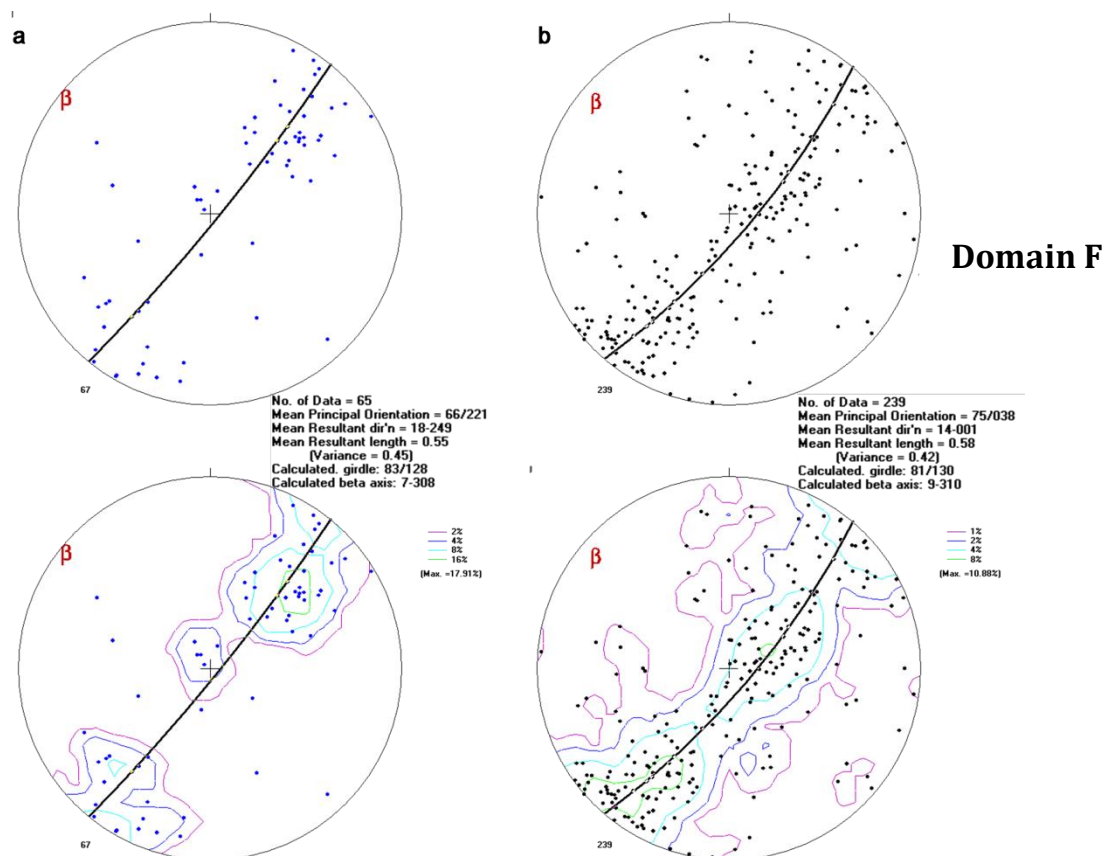 a
β
67
No. of Data = 65
Mean Principal Orientation = 66/221
Mean Resultant dir'n = 18-249
Mean Resultant length = 0.55
(Variance = 0.45)
Calculated. girdle: 83/128
Calculated beta axis: 7-308
b
β
239
Domain F
No. of Data = 239
Mean Principal Orientation = 75/038
Mean Resultant dir'n = 14-001
Mean Resultant length = 0.58
(Variance = 0.42)
Calculated. girdle: 81/130
Calculated beta axis: 9-310
β
2%
4%
8%
16%
(Max. =17.91%)
67
β
1%
2%
4%
8%
(Max. =10.88%)
239